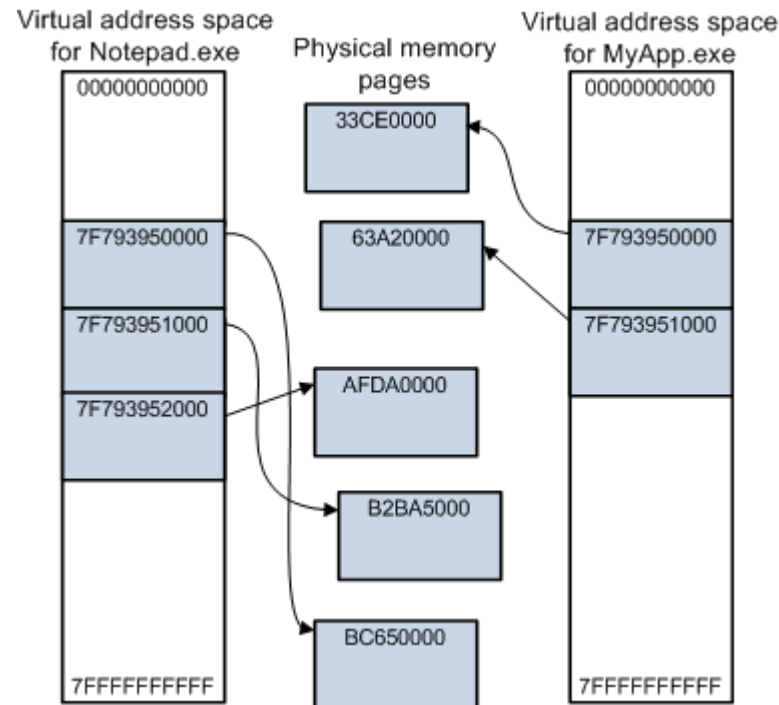 Virtual address space
for Notepad.exe
00000000000
7F793950000
7F793951000
7F793952000
7FFFFFFFFFF
Physical memory
pages
33CE0000
63A20000
AFDA0000
B2BA5000
BC650000
Virtual address space
for MyApp.exe
00000000000
7F793950000
7F793951000
7FFFFFFFFFF